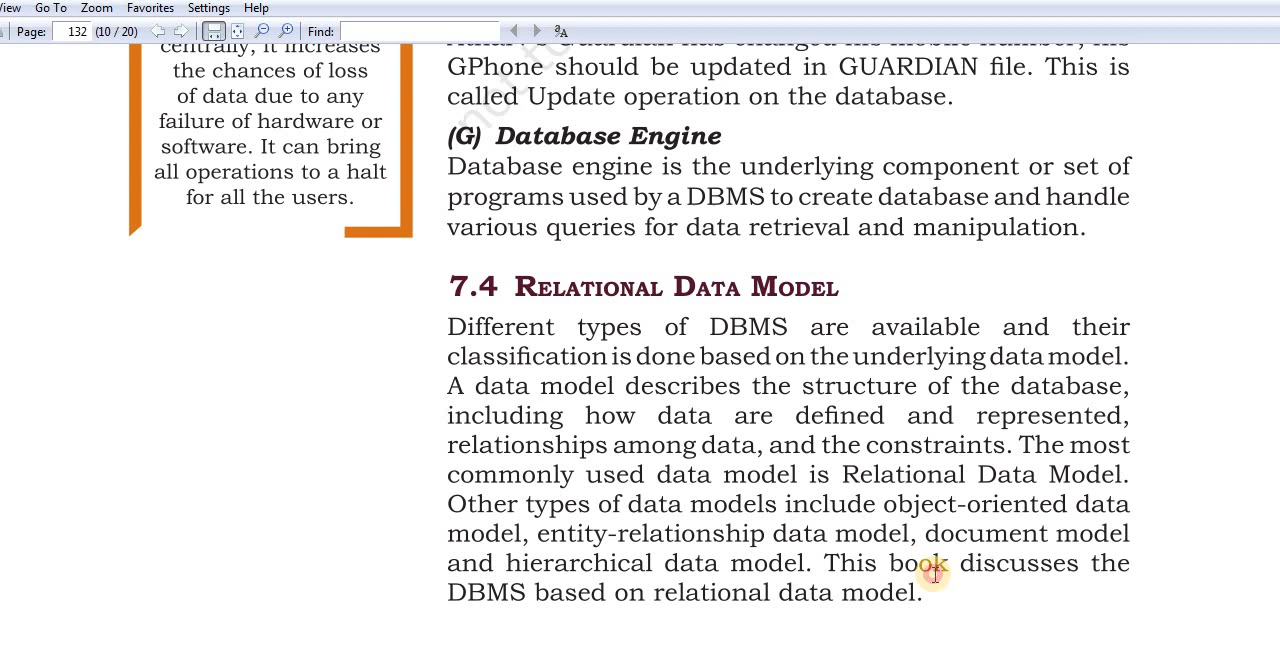 View Go To Zoom Favorites Settings Help
Page: 132 (10 / 20) Find:
centrally, it increases
the chances of loss
of data due to any
failure of hardware or
software. It can bring
all operations to a halt
for all the users.
GPhone should be updated in GUARDIAN file. This is
called Update operation on the database.
(G) Database Engine
Database engine is the underlying component or set of
programs used by a DBMS to create database and handle
various queries for data retrieval and manipulation.
7.4 RELATIONAL DATA MODEL
Different types of DBMS are available and their
classification is done based on the underlying data model.
A data model describes the structure of the database,
including how data are defined and represented,
relationships among data, and the constraints. The most
commonly used data model is Relational Data Model.
Other types of data models include object-oriented data
model, entity-relationship data model, document model
and hierarchical data model. This book discusses the
DBMS based on relational data model.
not to